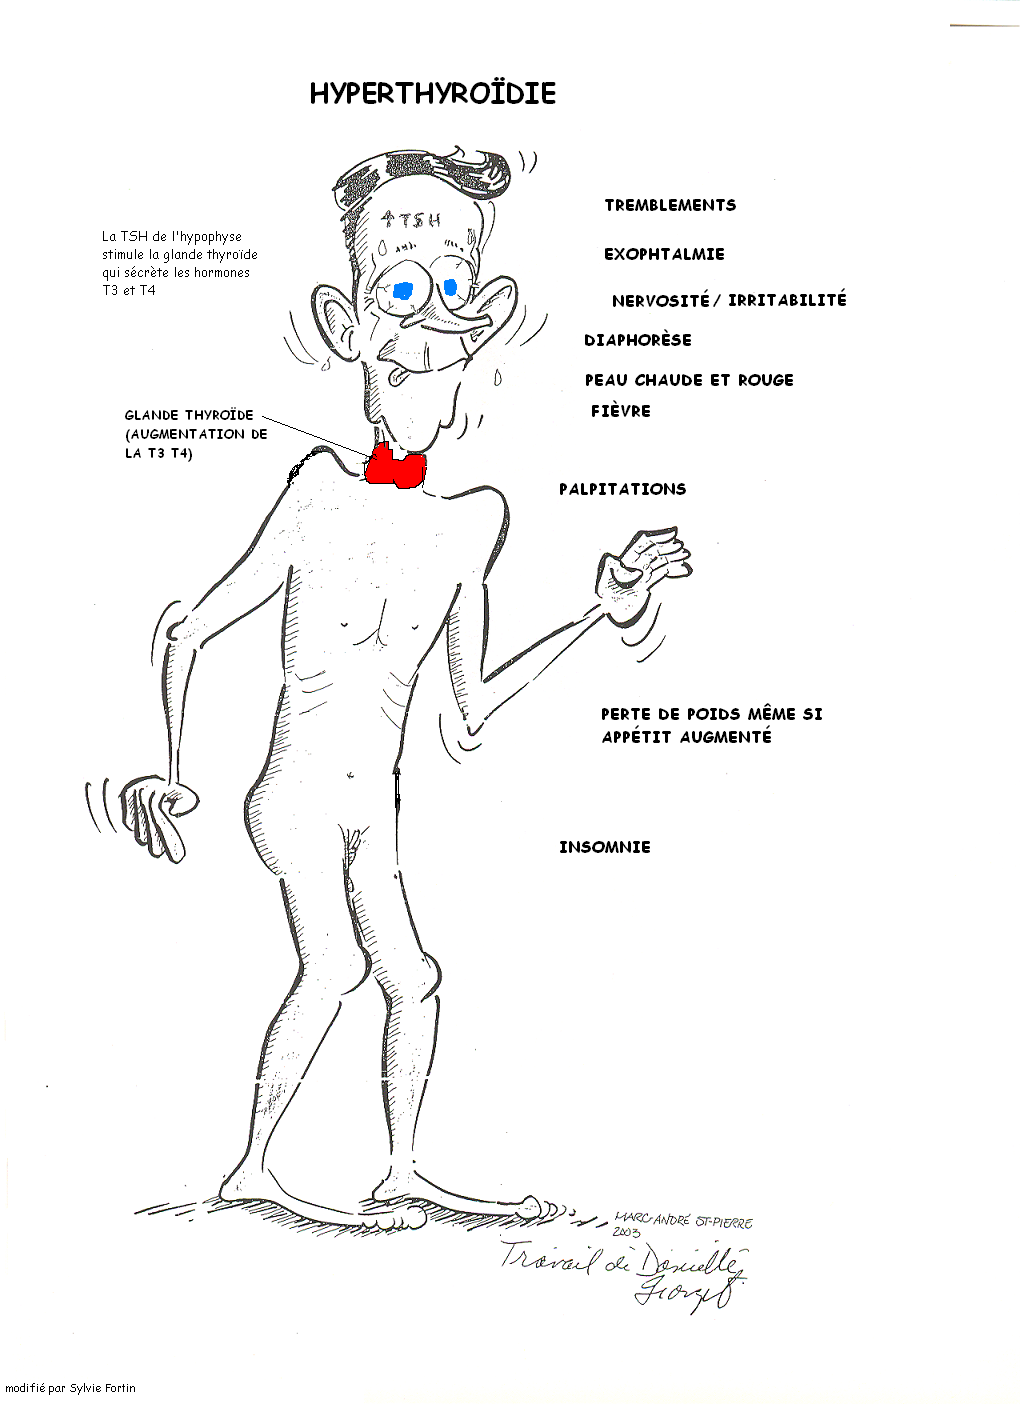 HYPERTHYROÏDIE
↑TSH
La TSH de l'hypophyse
stimule la glande thyroïde
qui sécrète les hormones
T3 et T4
TREMBLEMENTS
EXOPHTALMIE
NERVOSITÉ/ IRRITABILITÉ
DIAPHORÈSE
PEAU CHAUDE ET ROUGE
FIÈVRE
GLANDE THYROÏDE
(AUGMENTATION DE
LA T3 T4)
PALPITATIONS
PERTE DE POIDS MÊME SI
APPÉTIT AUGMENTÉ
INSOMNIE
MARC-ANDRÉ ST-PIERRE
2003
Travail de
modifié par Sylvie Fortin